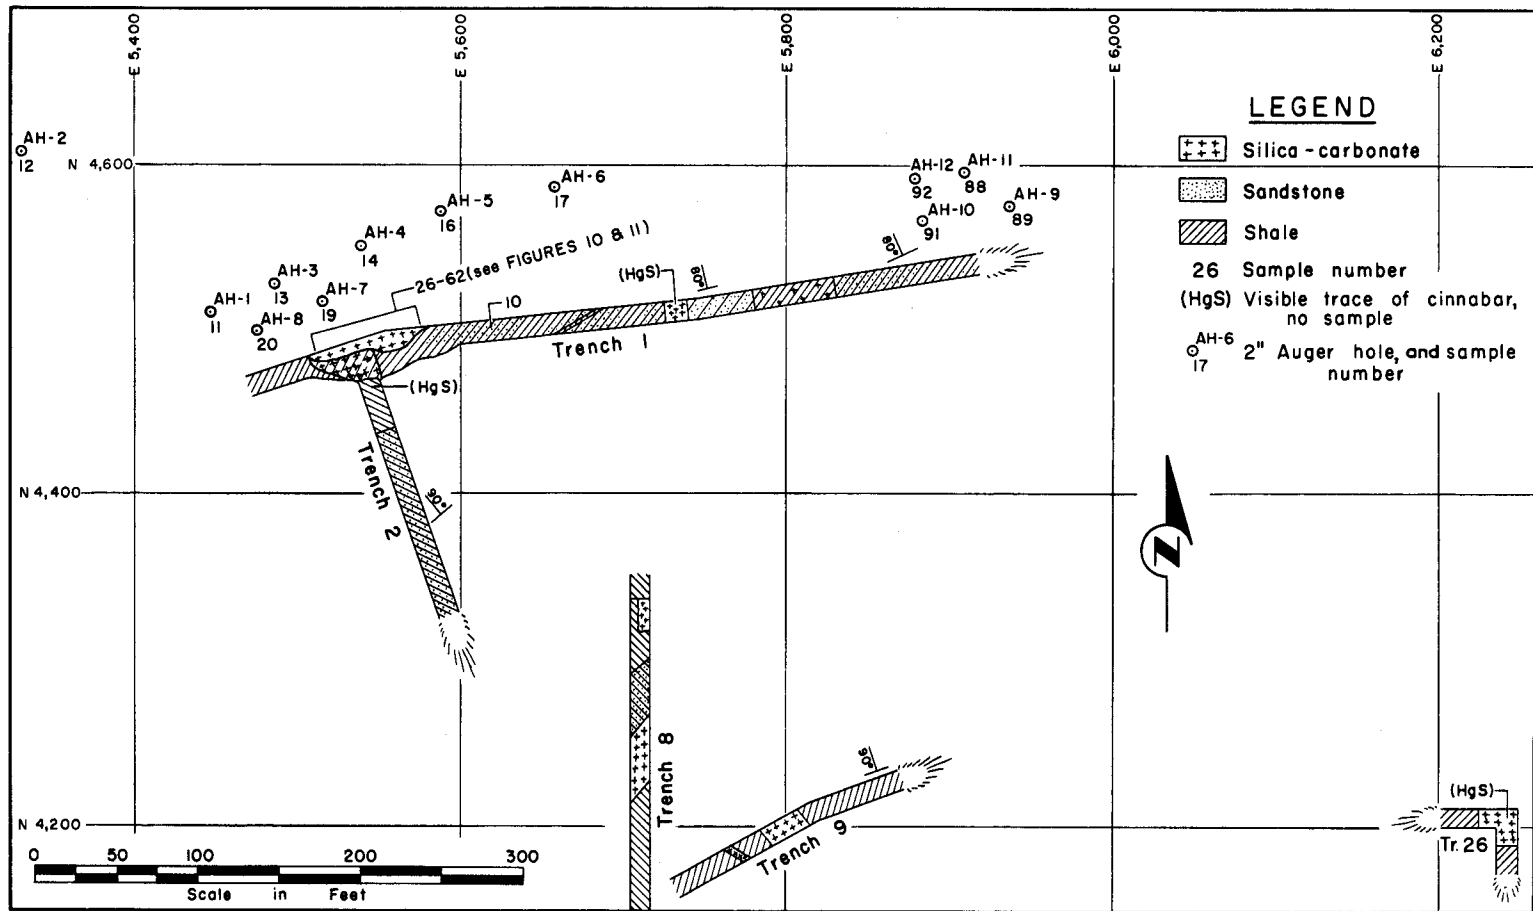 E 5,400
E 5,600
E 5,800
E 6,000
E 6,200
LEGEND
Silica-carbonate
Sandstone
Shale
26 Sample number
(HgS) Visible trace of cinnabar,
no sample
AH-6
17
2" Auger hole, and sample
number
AH-2
12
N 4,600
AH-12
92
AH-11
88
AH-9
89
AH-10
91
AH-6
17
AH-5
16
AH-4
14
AH-3
13
AH-7
19
AH-1
11
AH-8
20
26-62 (see FIGURES 10 & 11)
10
(HgS)
80°
80°
Trench 1
(HgS)
Trench 2
90°
N 4,400
Z
Trench 8
90°
Trench 9
N 4,200
(HgS)
Tr. 26
0 50 100 200 300
Scale in Feet